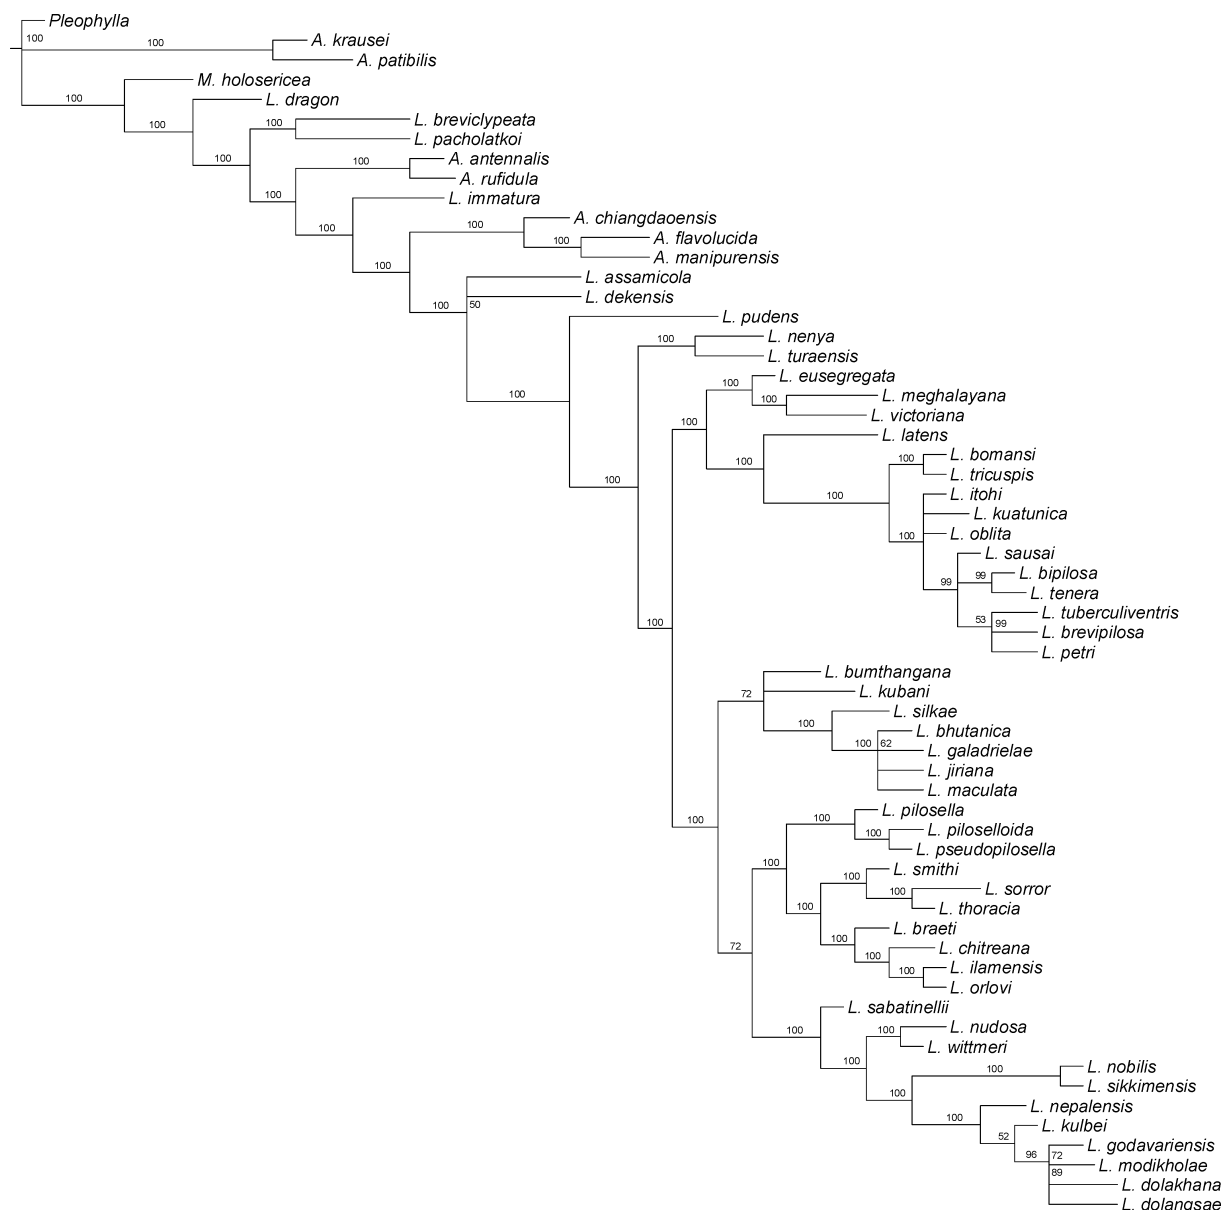 Pleophylla
100
100
A. krausei
A. patibilis
M. holosericea
100
L. dragon
100
100
L. breviclypeata
L. pacholatkoi
100
A. antennalis
100
A. rufidula
100
L. immatura
100
A. chiangdaoensis
100
100
A. flavolucida
A. manipurensis
100
L. assamicola
L. dekensis
100
50
L. pudens
L. nenya
100
L. turaensis
L. eusegregata
100
L. meghalayana
100
100
L. victoriana
100
L. latens
100
L. bomansi
100
L. tricuspis
100
L. itohi
100
L. kuatunica
L. oblita
100
L. sausai
L. bipilosa
99
99
L. tenera
L. tuberculiventris
53
99
L. brevipilosa
100
L. petri
L. bumthangana
72
L. kubani
L. silkae
100
L. bhutanica
100
62
L. galadrielae
L. jiriana
L. maculata
L. pilosella
100
100
L. piloselloida
100
L. pseudopilosella
100
L. smithi
100
L. sorror
100
L. thoracia
100
L. braeti
100
L. chitreana
72
100
L. ilamensis
100
L. orlovi
L. sabatinellii
100
L. nudosa
100
L. wittmeri
100
L. nobilis
100
L. sikkimensis
100
L. nepalensis
100
L. kulbei
52
L. godavariensis
96
72
L. modikholae
89
L. dolakhana
L. dolangsae